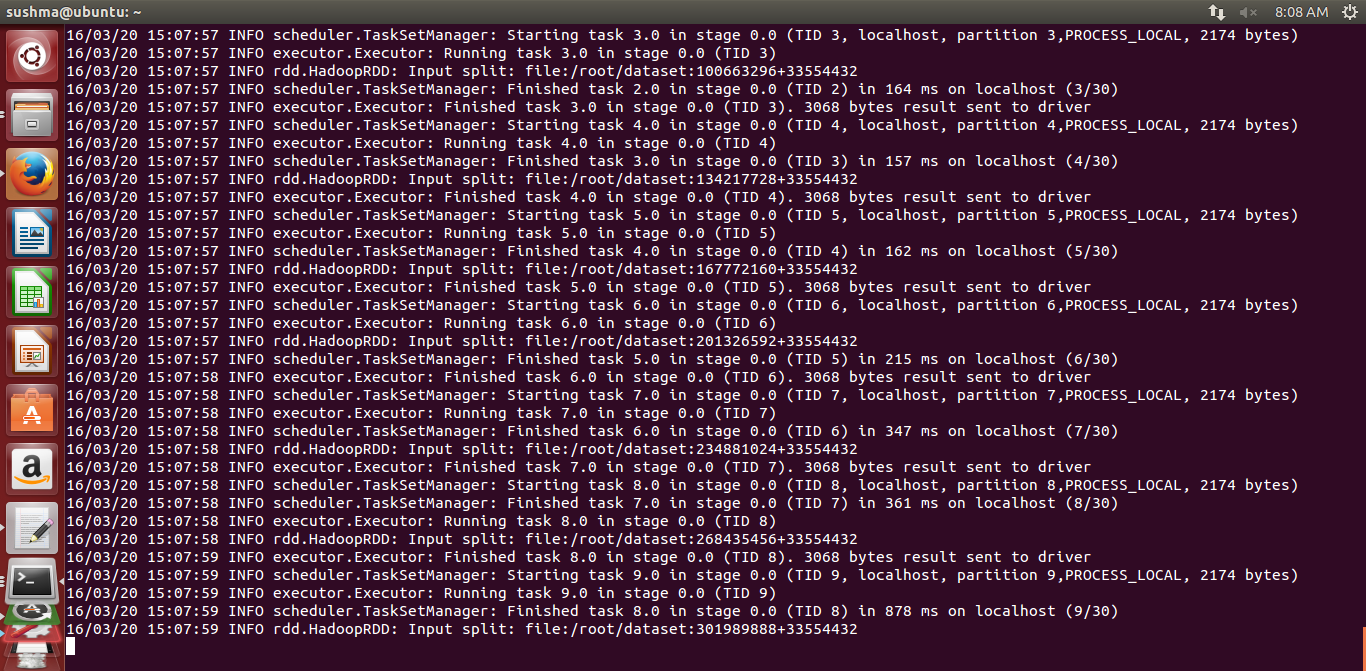 sushma@ubuntu: ~
8:08 AM
16/03/20 15:07:57 INFO scheduler.TaskSetManager: Starting task 3.0 in stage 0.0 (TID 3, localhost, partition 3,PROCESS_LOCAL, 2174 bytes)
16/03/20 15:07:57 INFO executor.Executor: Running task 3.0 in stage 0.0 (TID 3)
16/03/20 15:07:57 INFO rdd.HadoopRDD: Input split: file:/root/dataset:100663296+33554432
16/03/20 15:07:57 INFO scheduler.TaskSetManager: Finished task 2.0 in stage 0.0 (TID 2) in 164 ms on localhost (3/30)
16/03/20 15:07:57 INFO executor.Executor: Finished task 3.0 in stage 0.0 (TID 3). 3068 bytes result sent to driver
16/03/20 15:07:57 INFO scheduler.TaskSetManager: Starting task 4.0 in stage 0.0 (TID 4, localhost, partition 4,PROCESS_LOCAL, 2174 bytes)
16/03/20 15:07:57 INFO executor.Executor: Running task 4.0 in stage 0.0 (TID 4)
16/03/20 15:07:57 INFO scheduler.TaskSetManager: Finished task 3.0 in stage 0.0 (TID 3) in 157 ms on localhost (4/30)
16/03/20 15:07:57 INFO rdd.HadoopRDD: Input split: file:/root/dataset:134217728+33554432
16/03/20 15:07:57 INFO executor.Executor: Finished task 4.0 in stage 0.0 (TID 4). 3068 bytes result sent to driver
16/03/20 15:07:57 INFO scheduler.TaskSetManager: Starting task 5.0 in stage 0.0 (TID 5, localhost, partition 5,PROCESS_LOCAL, 2174 bytes)
16/03/20 15:07:57 INFO executor.Executor: Running task 5.0 in stage 0.0 (TID 5)
16/03/20 15:07:57 INFO scheduler.TaskSetManager: Finished task 4.0 in stage 0.0 (TID 4) in 162 ms on localhost (5/30)
16/03/20 15:07:57 INFO rdd.HadoopRDD: Input split: file:/root/dataset:167772160+33554432
16/03/20 15:07:57 INFO executor.Executor: Finished task 5.0 in stage 0.0 (TID 5). 3068 bytes result sent to driver
16/03/20 15:07:57 INFO scheduler.TaskSetManager: Starting task 6.0 in stage 0.0 (TID 6, localhost, partition 6,PROCESS_LOCAL, 2174 bytes)
16/03/20 15:07:57 INFO executor.Executor: Running task 6.0 in stage 0.0 (TID 6)
16/03/20 15:07:57 INFO rdd.HadoopRDD: Input split: file:/root/dataset:201326592+33554432
16/03/20 15:07:57 INFO scheduler.TaskSetManager: Finished task 5.0 in stage 0.0 (TID 5) in 215 ms on localhost (6/30)
16/03/20 15:07:58 INFO executor.Executor: Finished task 6.0 in stage 0.0 (TID 6). 3068 bytes result sent to driver
16/03/20 15:07:58 INFO scheduler.TaskSetManager: Starting task 7.0 in stage 0.0 (TID 7, localhost, partition 7,PROCESS_LOCAL, 2174 bytes)
16/03/20 15:07:58 INFO executor.Executor: Running task 7.0 in stage 0.0 (TID 7)
16/03/20 15:07:58 INFO scheduler.TaskSetManager: Finished task 6.0 in stage 0.0 (TID 6) in 347 ms on localhost (7/30)
16/03/20 15:07:58 INFO rdd.HadoopRDD: Input split: file:/root/dataset:234881024+33554432
16/03/20 15:07:58 INFO executor.Executor: Finished task 7.0 in stage 0.0 (TID 7). 3068 bytes result sent to driver
16/03/20 15:07:58 INFO scheduler.TaskSetManager: Starting task 8.0 in stage 0.0 (TID 8, localhost, partition 8,PROCESS_LOCAL, 2174 bytes)
16/03/20 15:07:58 INFO scheduler.TaskSetManager: Finished task 7.0 in stage 0.0 (TID 7) in 361 ms on localhost (8/30)
16/03/20 15:07:58 INFO executor.Executor: Running task 8.0 in stage 0.0 (TID 8)
16/03/20 15:07:58 INFO rdd.HadoopRDD: Input split: file:/root/dataset:268435456+33554432
16/03/20 15:07:59 INFO executor.Executor: Finished task 8.0 in stage 0.0 (TID 8). 3068 bytes result sent to driver
16/03/20 15:07:59 INFO scheduler.TaskSetManager: Starting task 9.0 in stage 0.0 (TID 9, localhost, partition 9,PROCESS_LOCAL, 2174 bytes)
16/03/20 15:07:59 INFO executor.Executor: Running task 9.0 in stage 0.0 (TID 9)
16/03/20 15:07:59 INFO scheduler.TaskSetManager: Finished task 8.0 in stage 0.0 (TID 8) in 878 ms on localhost (9/30)
16/03/20 15:07:59 INFO rdd.HadoopRDD: Input split: file:/root/dataset:301989888+33554432